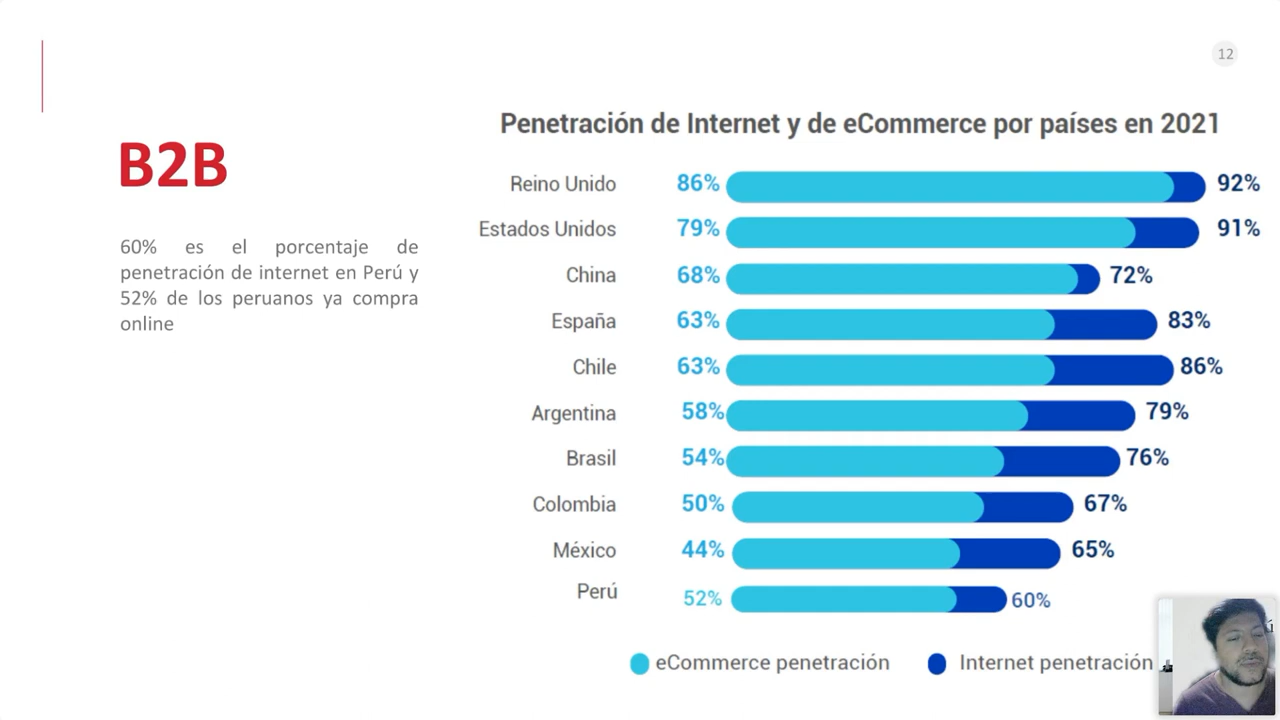 12
Penetración de Internet y de eCommerce por países en 2021
B2B
60% es el porcentaje de
penetración de internet en Perú y
52% de los peruanos ya compra
online
Reino Unido 86% 92%
Estados Unidos 79% 91%
China 68% 72%
España 63% 83%
Chile 63% 86%
Argentina 58% 79%
Brasil 54% 76%
Colombia 50% 67%
México 44% 65%
Perú 52% 60%
eCommerce penetración Internet penetración